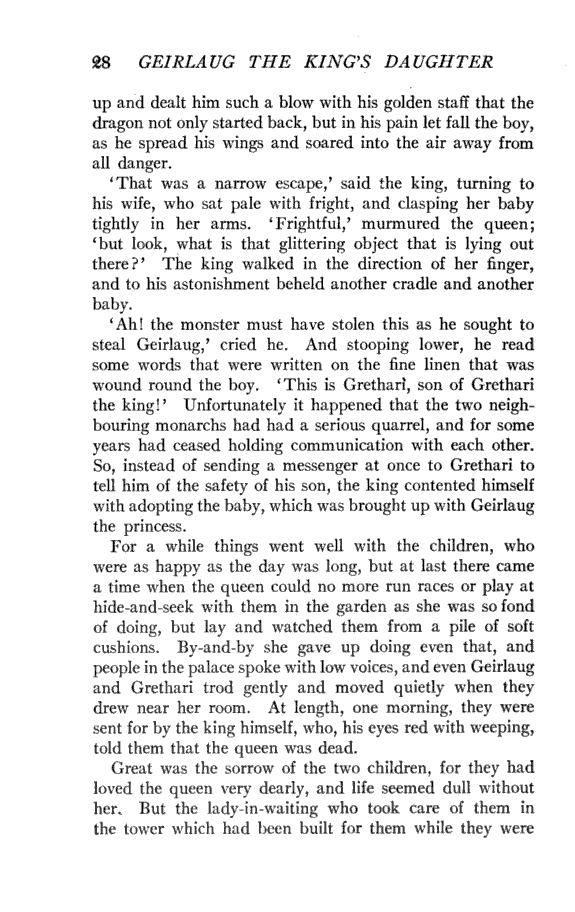 28 GEIRLAUG THE KING'S DAUGHTER
up and dealt him such a blow with his golden staff that the
dragon not only started back, but in his pain let fall the boy,
as he spread his wings and soared into the air away from
all danger.
'That was a narrow escape,' said the king, turning to
his wife, who sat pale with fright, and clasping her baby
tightly in her arms. 'Frightful,' murmured the queen;
'but look, what is that glittering object that is lying out
there?' The king walked in the direction of her finger,
and to his astonishment beheld another cradle and another
baby.
'Ah! the monster must have stolen this as he sought to
steal Geirlaug,' cried he. And stooping lower, he read
some words that were written on the fine linen that was
wound round the boy. 'This is Grethari, son of Grethari
the king!' Unfortunately it happened that the two neigh-
bouring monarchs had had a serious quarrel, and for some
years had ceased holding communication with each other.
So, instead of sending a messenger at once to Grethari to
tell him of the safety of his son, the king contented himself
with adopting the baby, which was brought up with Geirlaug
the princess.
For a while things went well with the children, who
were as happy as the day was long, but at last there came
a time when the queen could no more run races or play at
hide-and-seek with them in the garden as she was so fond
of doing, but lay and watched them from a pile of soft
cushions. By-and-by she gave up doing even that, and
people in the palace spoke with low voices, and even Geirlaug
and Grethari trod gently and moved quietly when they
drew near her room. At length, one morning, they were
sent for by the king himself, who, his eyes red with weeping,
told them that the queen was dead.
Great was the sorrow of the two children, for they had
loved the queen very dearly, and life seemed dull without
her. But the lady-in-waiting who took care of them in
the tower which had been built for them while they were